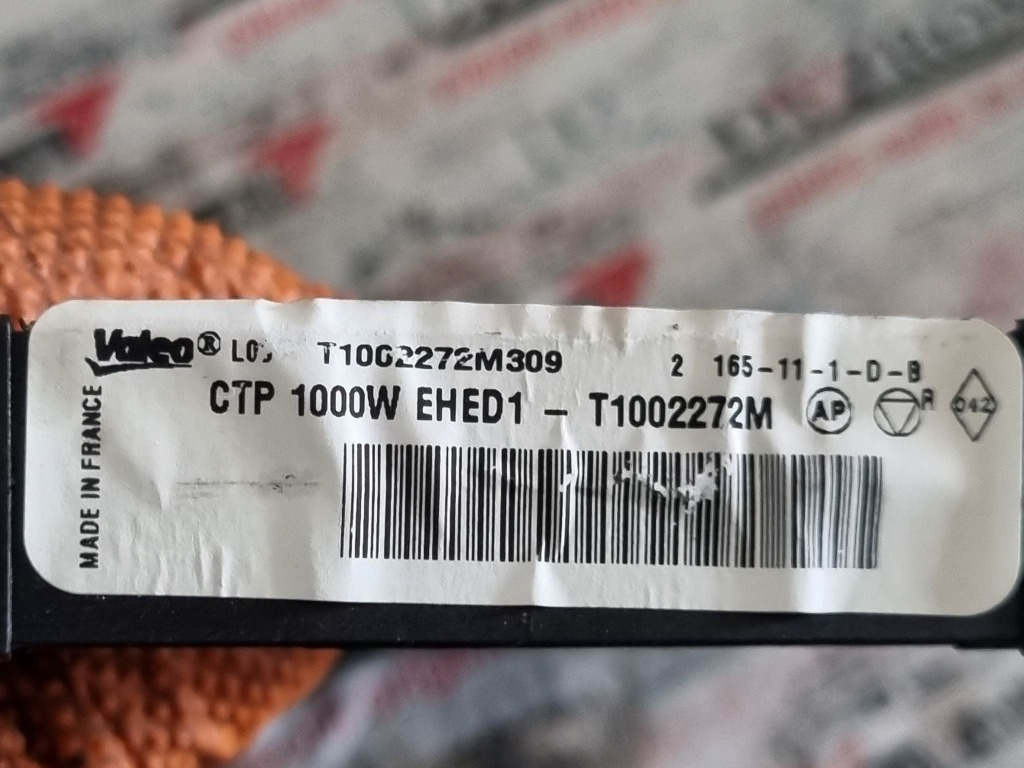 Valeo® T1002272M309 2 165-11-1-D-B
CTP 1000W EHED1 - T1002272M AP R 042
MADE IN FRANCE